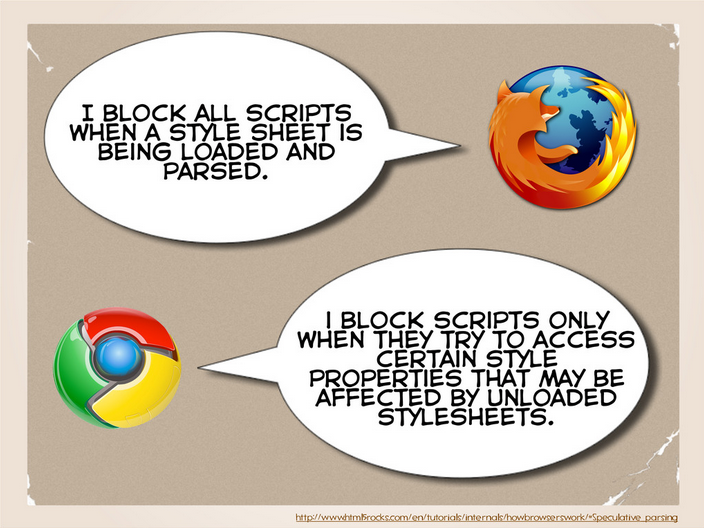 I BLOCK ALL SCRIPTS
WHEN A STYLE SHEET IS
BEING LOADED AND
PARSED.
I BLOCK SCRIPTS ONLY
WHEN THEY TRY TO ACCESS
CERTAIN STYLE
PROPERTIES THAT MAY BE
AFFECTED BY UNLOADED
STYLESHEETS.
http://www.html5rocks.com/en/tutorials/internals/howbrowserswork/#Speculative_parsing